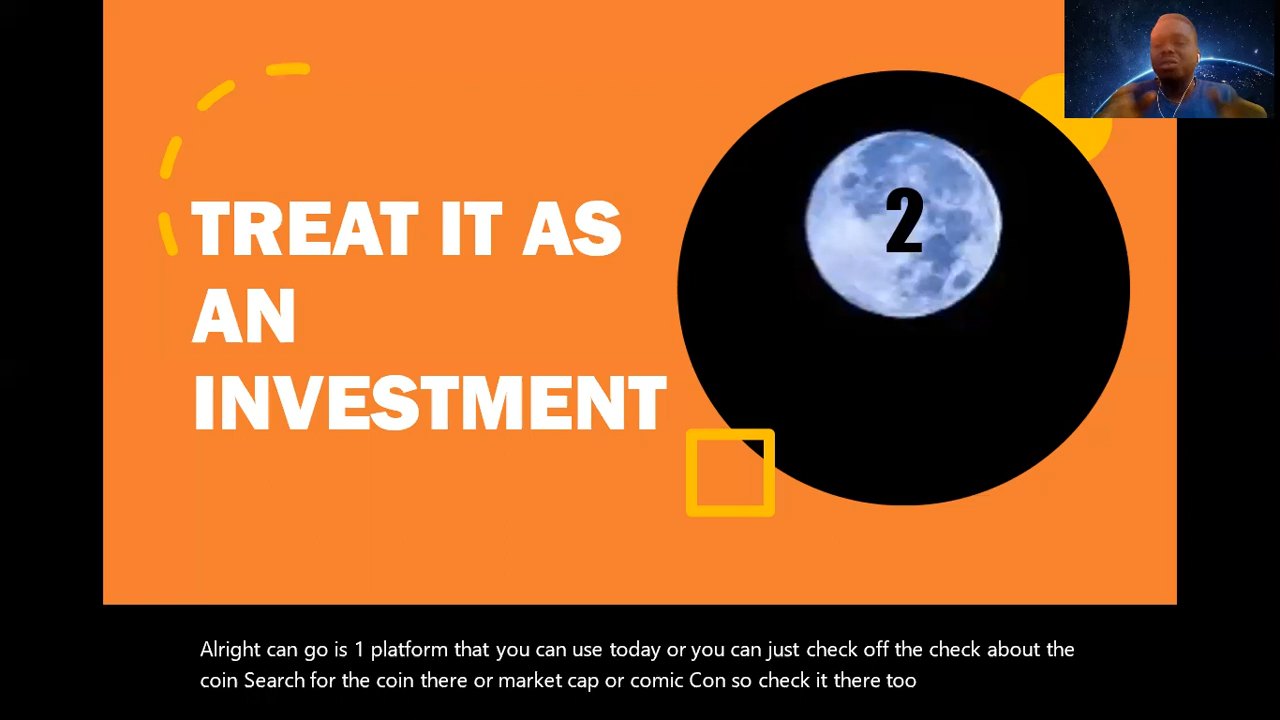 TREAT IT AS
AN
INVESTMENT
2
Alright can go is 1 platform that you can use today or you can just check off the check about the
coin Search for the coin there or market cap or comic Con so check it there too